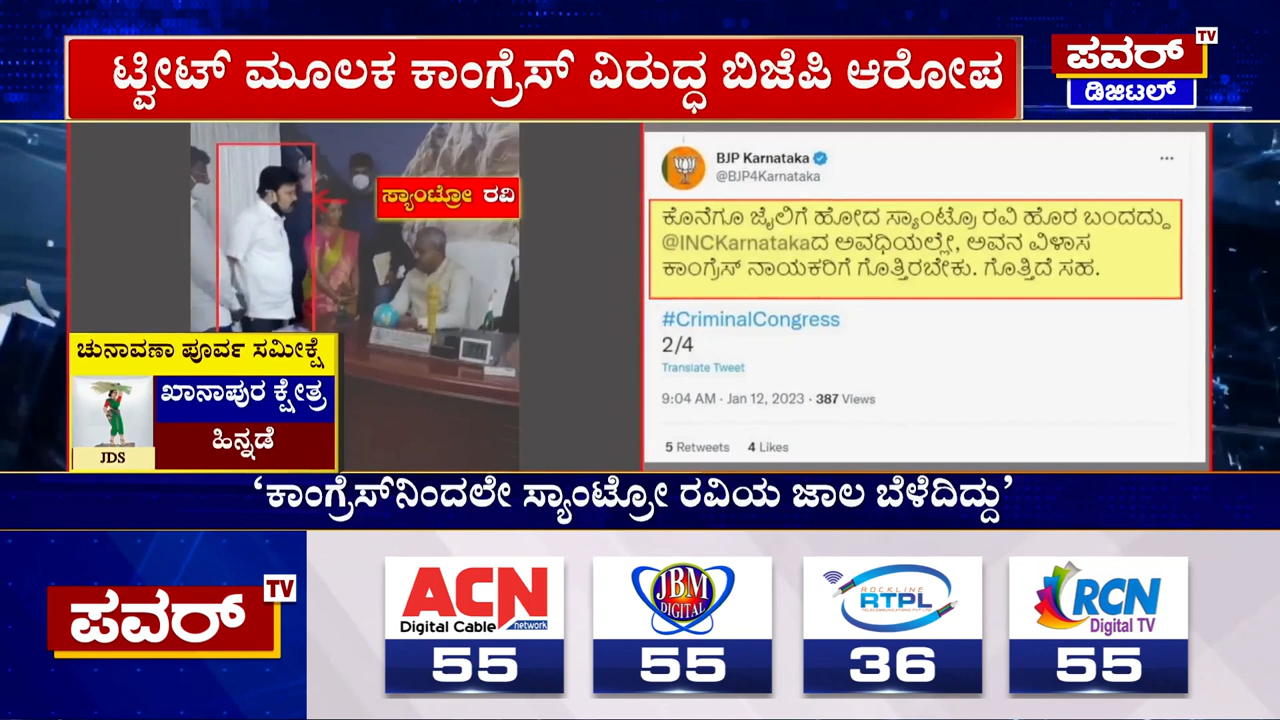 ಟ್ವೀಟ್ ಮೂಲಕ ಕಾಂಗ್ರೆಸ್ ವಿರುದ್ಧ ಬಿಜೆಪಿ ಆರೋಪ
ಪವರ್ TV
ಡಿಜಿಟಲ್
ಸ್ಯಾಂಟ್ರೋ ರವಿ
BJP Karnataka
@BJP4Karnataka
ಕೊನೆಗೂ ಜೈಲಿಗೆ ಹೋದ ಸ್ಯಾಂಟ್ರೊ ರವಿ ಹೊರ ಬಂದದ್ದು
@INCKarnatakaದ ಅವಧಿಯಲ್ಲೇ, ಅವನ ವಿಳಾಸ
ಕಾಂಗ್ರೆಸ್ ನಾಯಕರಿಗೆ ಗೊತ್ತಿರಬೇಕು. ಗೊತ್ತಿದೆ ಸಹ.
#CriminalCongress
2/4
Translate Tweet
9:04 AM · Jan 12, 2023 · 387 Views
5 Retweets 4 Likes
ಚುನಾವಣಾ ಪೂರ್ವ ಸಮೀಕ್ಷೆ
ಖಾನಾಪುರ ಕ್ಷೇತ್ರ
ಹಿನ್ನಡೆ
JDS
‘ಕಾಂಗ್ರೆಸ್‌ನಿಂದಲೇ ಸ್ಯಾಂಟ್ರೋ ರವಿಯ ಜಾಲ ಬೆಳೆದಿದ್ದು’
ಪವರ್ TV
ACN
Digital Cable network
55
JBM
DIGITAL
55
ROCKLINE
RTPL
36
RCN
Digital TV
55